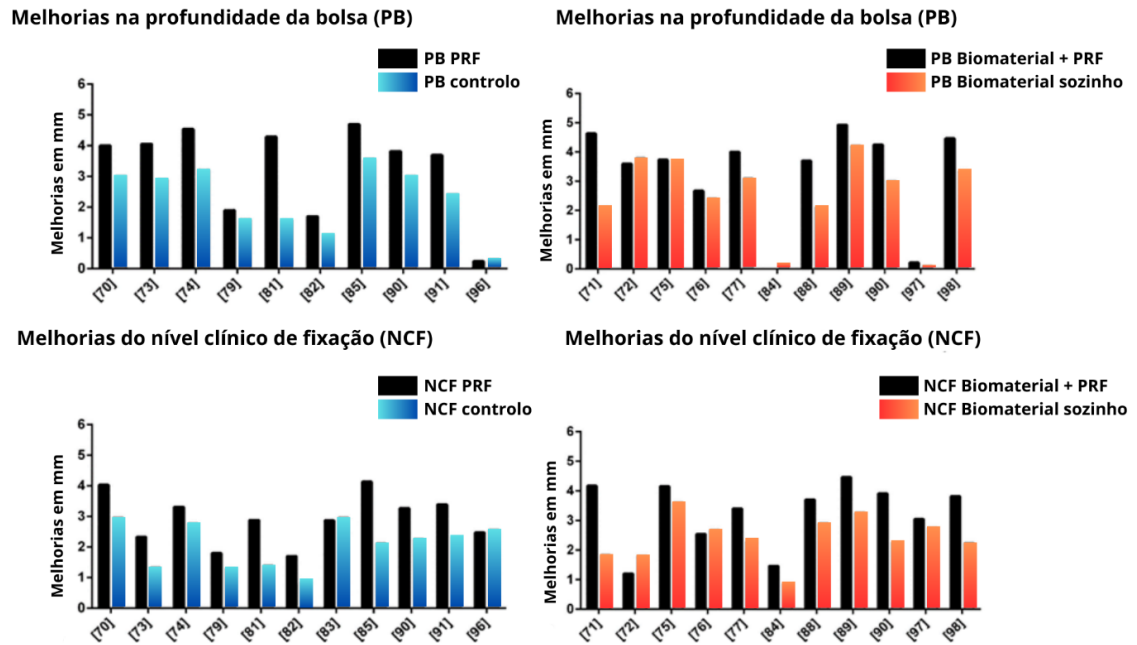 Melhorias na profundidade da bolsa (PB)
PB PRF
PB controlo
Melhorias em mm
6
5
4
3
2
1
0
[70] [73] [74] [79] [81] [82] [85] [90] [91] [96]
Melhorias na profundidade da bolsa (PB)
PB Biomaterial + PRF
PB Biomaterial sozinho
Melhorias em mm
6
5
4
3
2
1
0
[71] [72] [75] [76] [77] [84] [88] [89] [90] [97] [98]
Melhorias do nível clínico de fixação (NCF)
NCF PRF
NCF controlo
Melhorias em mm
6
5
4
3
2
1
0
[70] [73] [74] [79] [81] [82] [83] [85] [90] [91] [96]
Melhorias do nível clínico de fixação (NCF)
NCF Biomaterial + PRF
NCF Biomaterial sozinho
Melhorias em mm
6
5
4
3
2
1
0
[71] [72] [75] [76] [77] [84] [88] [89] [90] [97] [98]